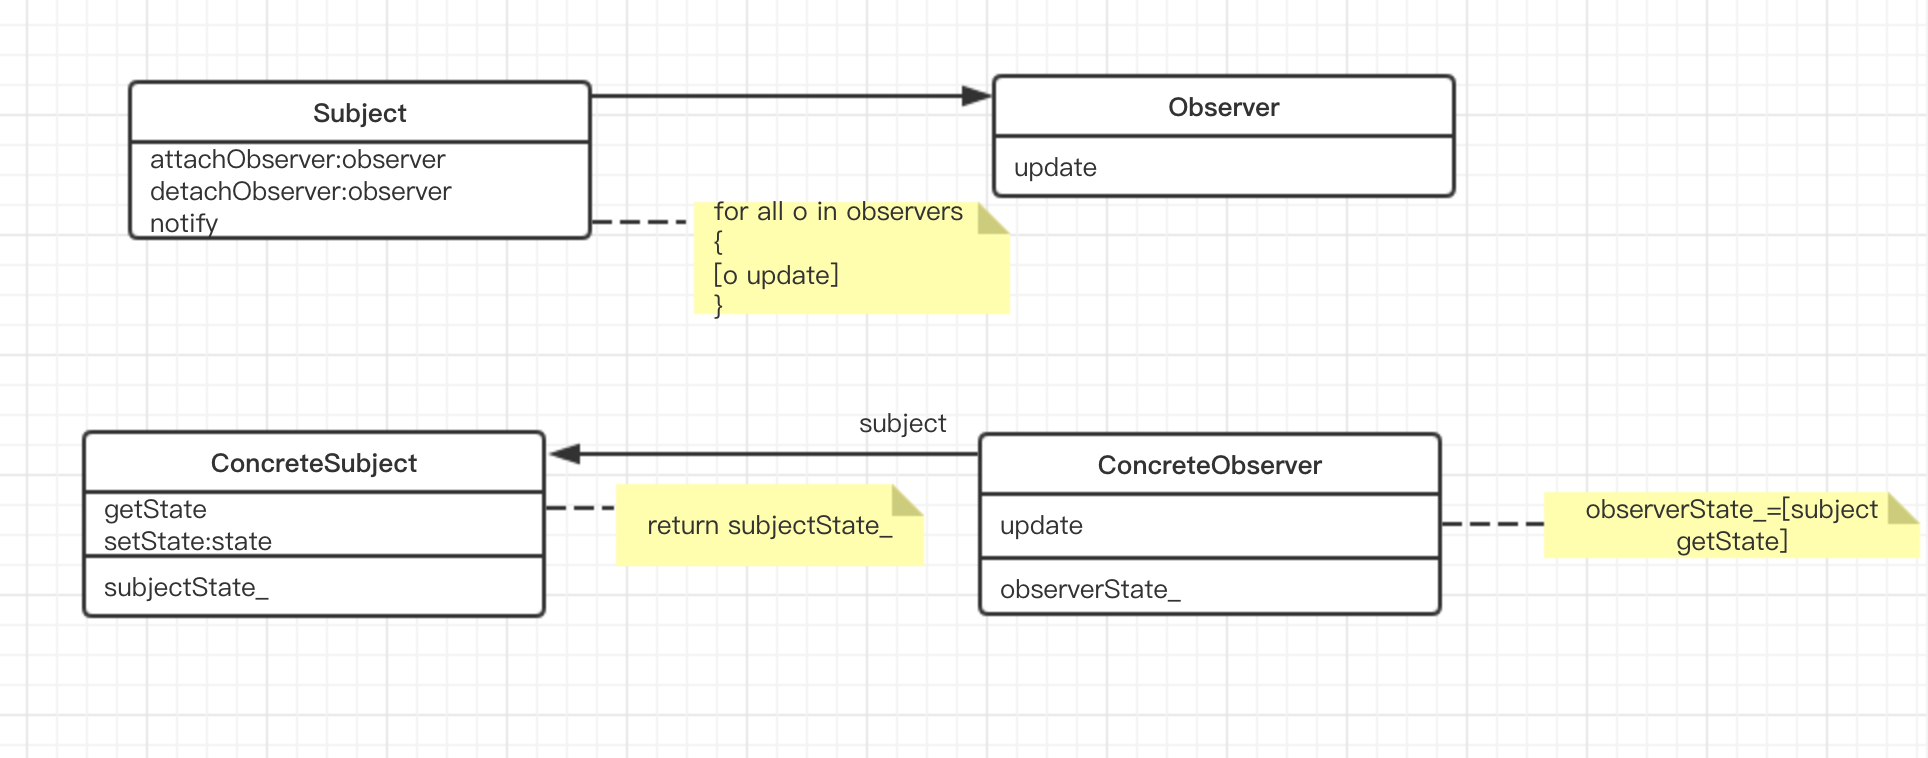 Subject
attachObserver:observer
detachObserver:observer
notify
Observer
update
for all o in observers
{
[o update]
}
subject
ConcreteSubject
getState
setState:state
subjectState_
return subjectState_
ConcreteObserver
update
observerState_
observerState_=[subject
getState]